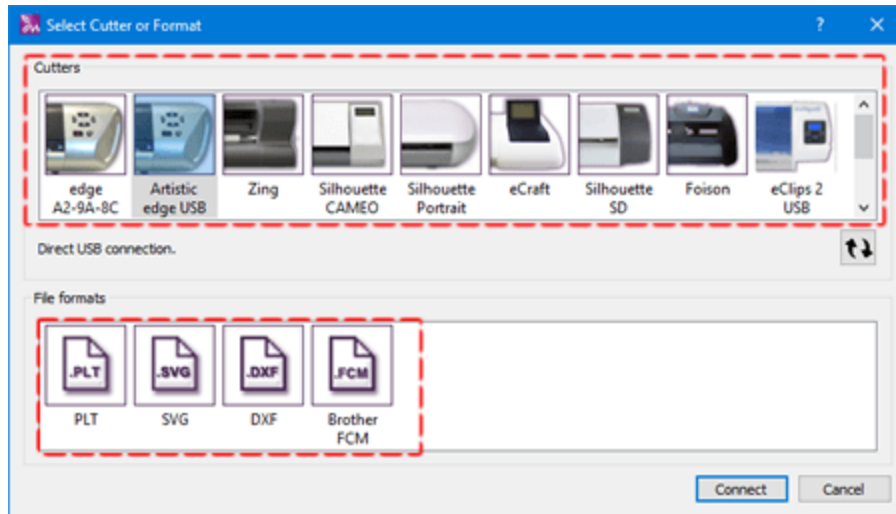 Select Cutter or Format
Cutters
edge
A2-9A-8C
Artistic
edge USB
Zing
Silhouette
CAMEO
Silhouette
Portrait
eCraft
Silhouette
SD
Foison
eClips 2
USB
Direct USB connection.
File formats
.PLT
.SVG
.DXF
.FCM
PLT
SVG
DXF
Brother
FCM
Connect
Cancel